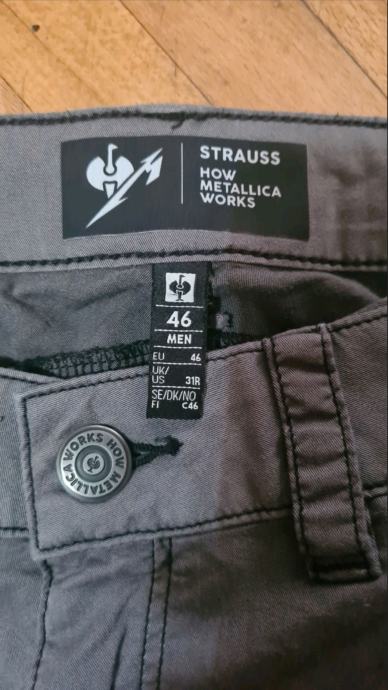 STRAUSS
HOW
METALLICA
WORKS
46
MEN
EU 46
UK/
US 31R
SE/DK/NO
FI C46
WORKS HOW METALLICA